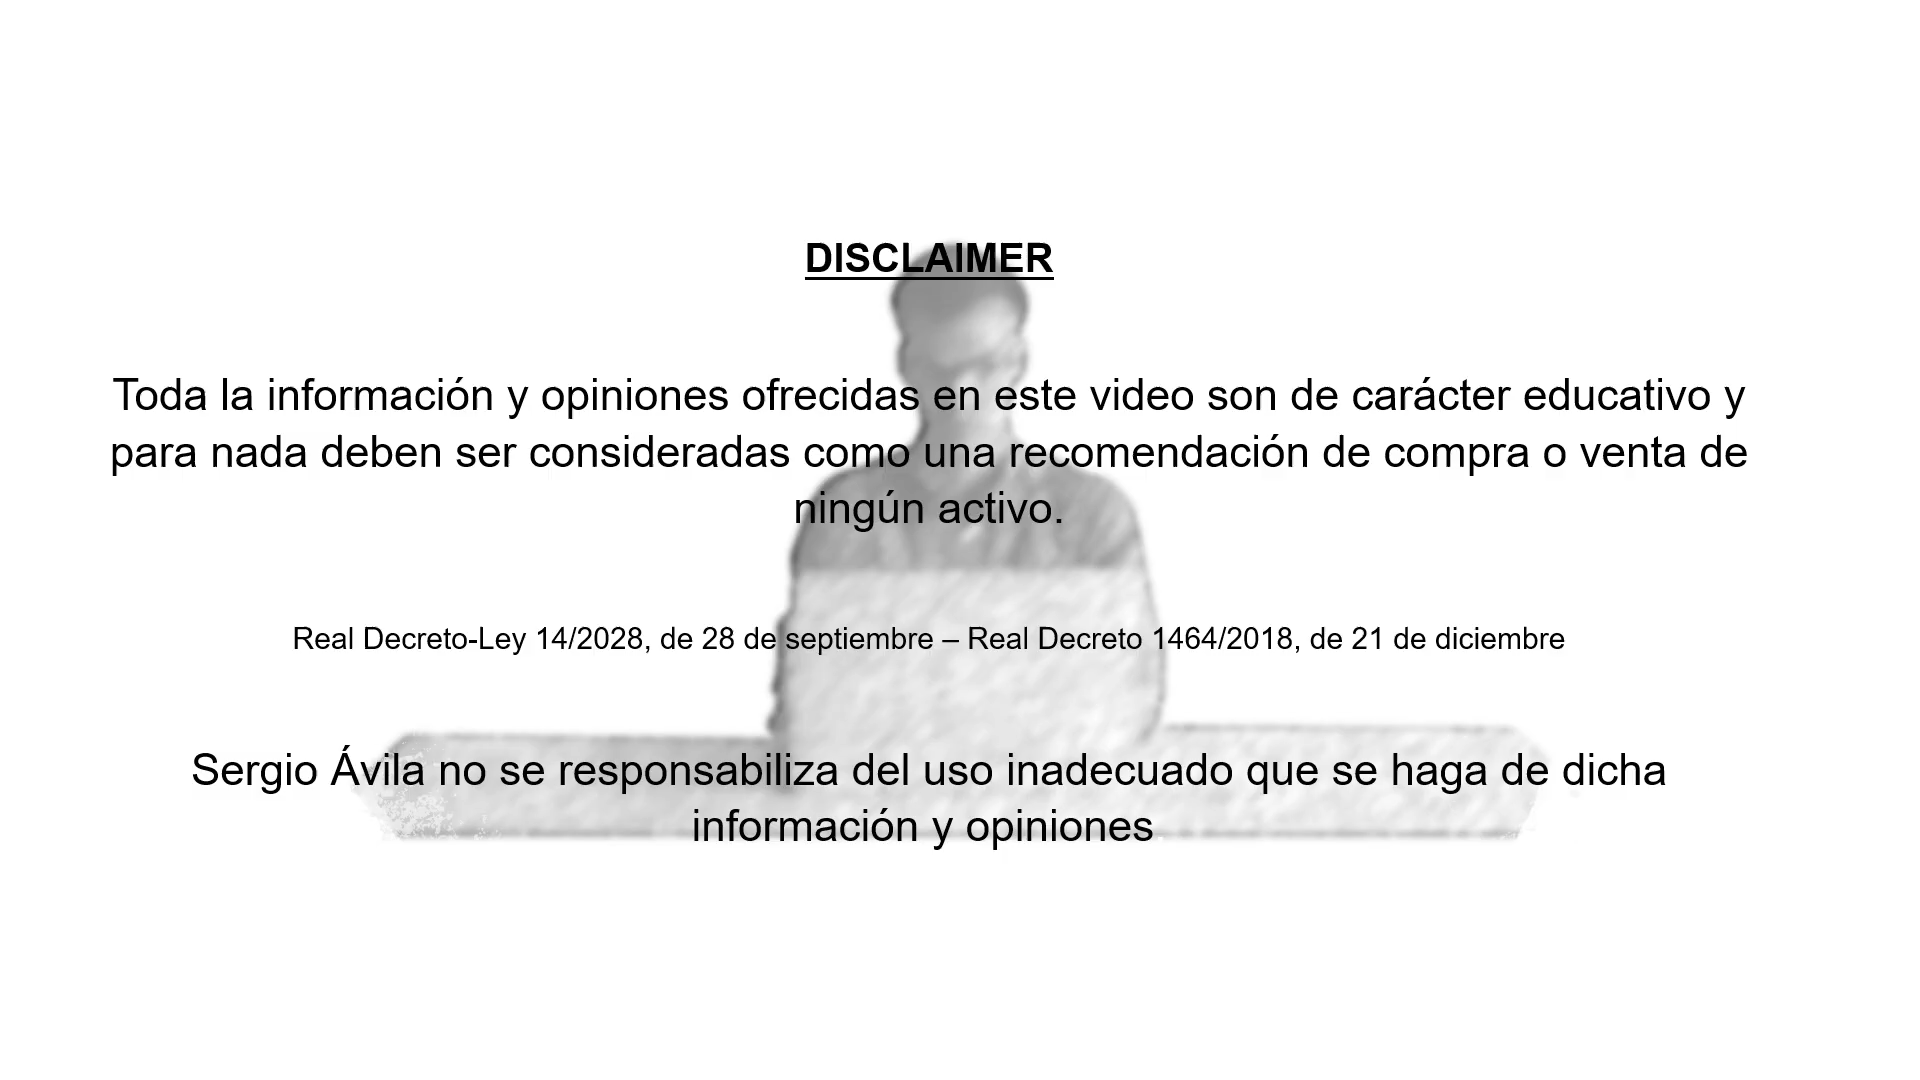 DISCLAIMER
Toda la información y opiniones ofrecidas en este video son de carácter educativo y
para nada deben ser consideradas como una recomendación de compra o venta de
ningún activo.
Real Decreto-Ley 14/2028, de 28 de septiembre – Real Decreto 1464/2018, de 21 de diciembre
Sergio Ávila no se responsabiliza del uso inadecuado que se haga de dicha
información y opiniones